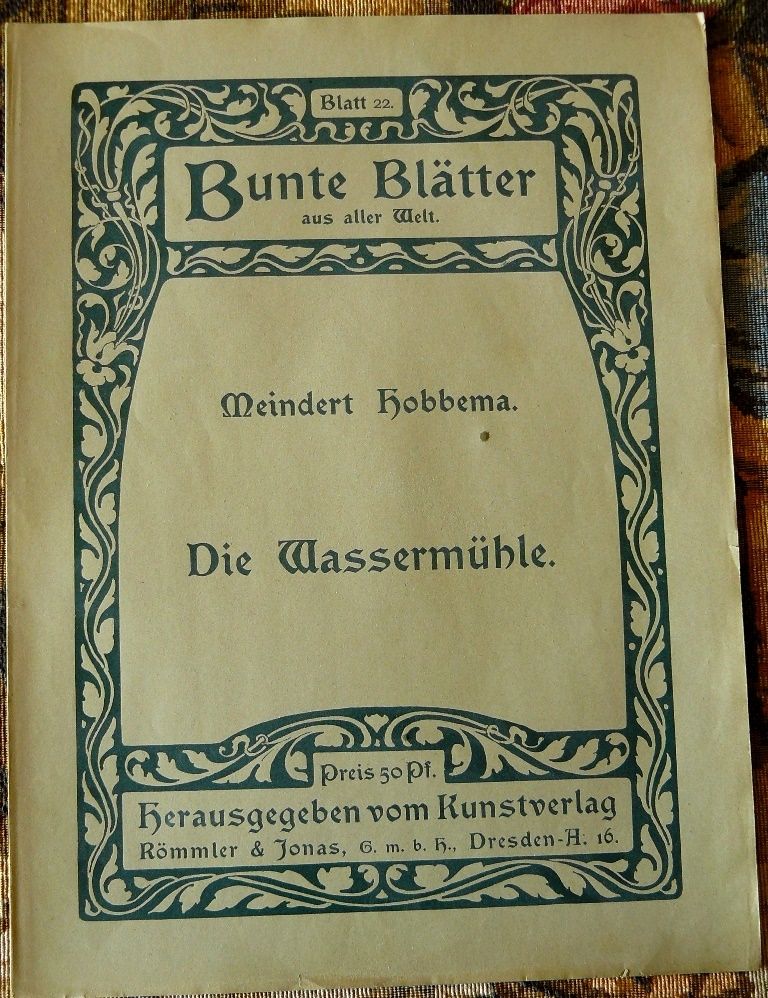 Blatt 22.
Bunte Blätter
aus aller Welt.
Meindert Hobbema.
Die Wassermühle.
Preis 50 Pf.
Herausgegeben vom Kunstverlag
Römmler & Jonas, G. m. b. H., Dresden-A. 16.